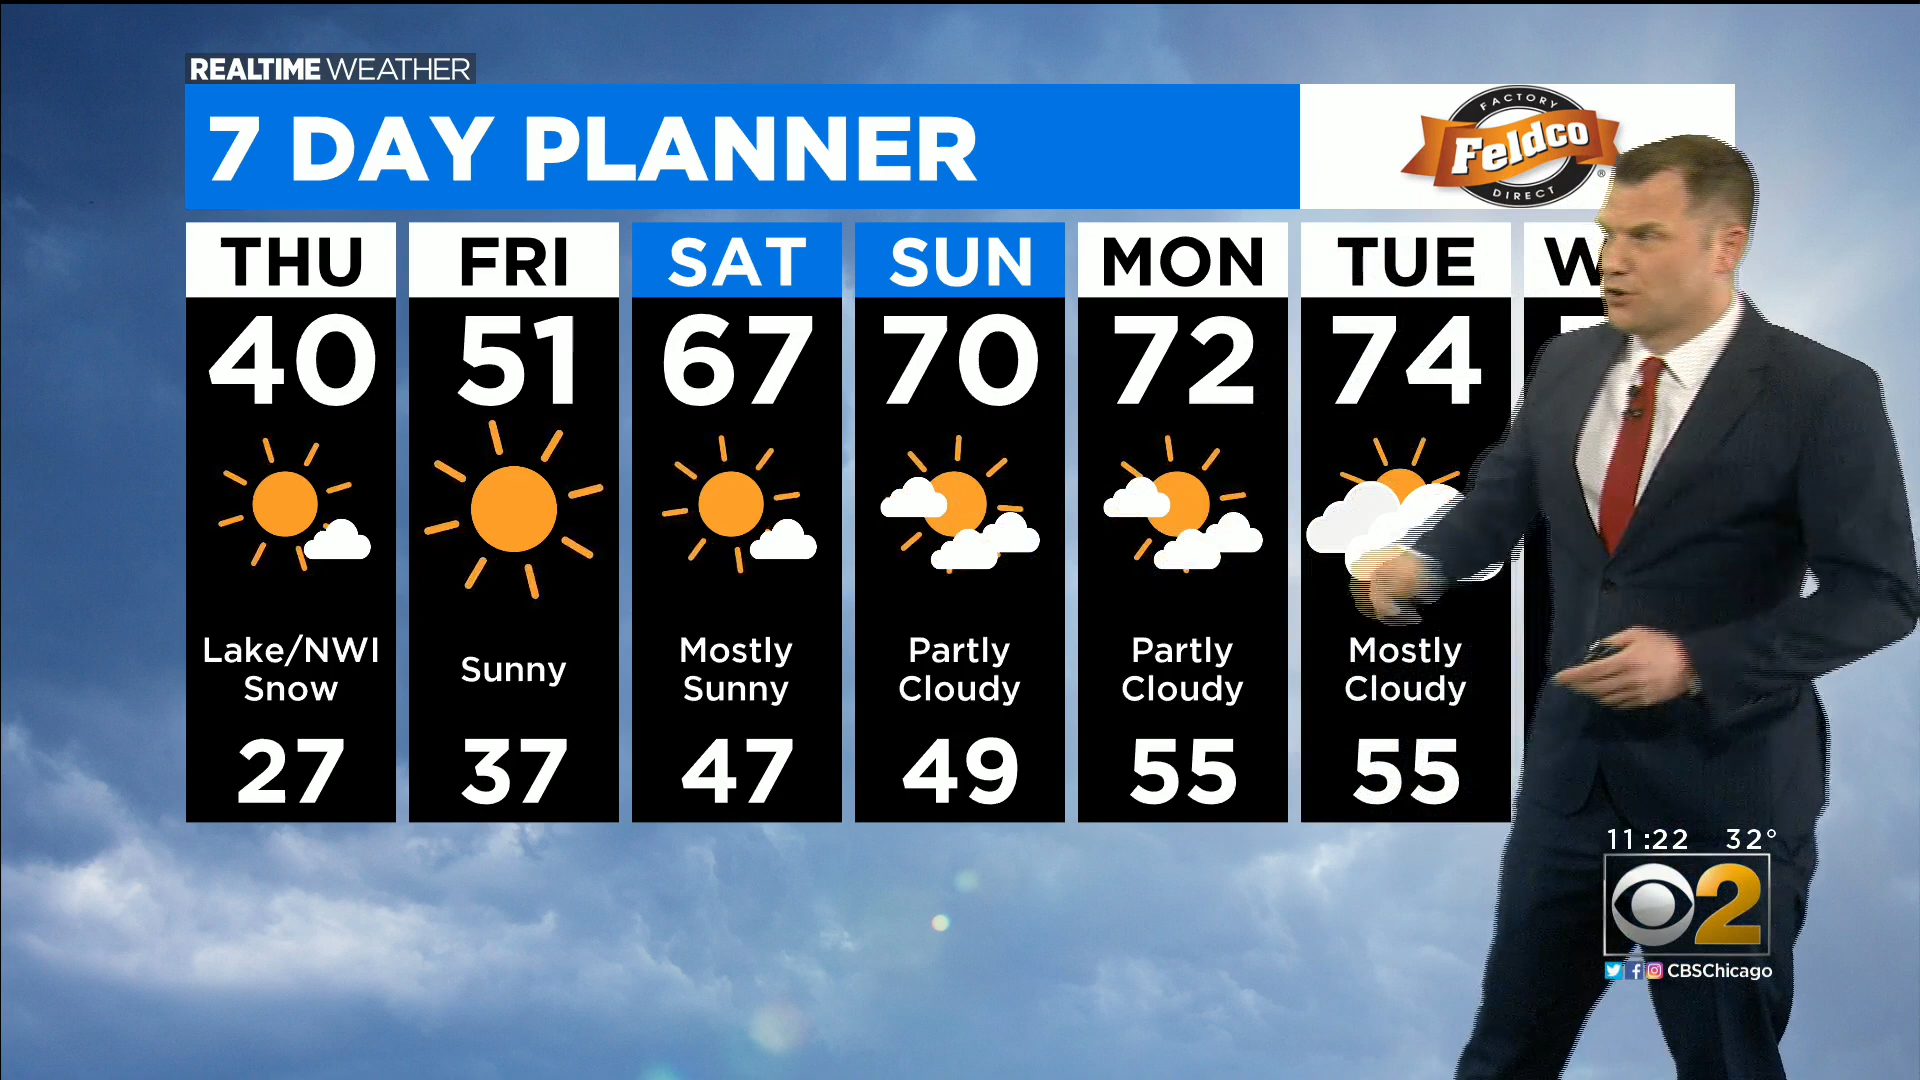 REALTIME WEATHER
7 DAY PLANNER
FACTORY
Feldco®
DIRECT
THU
40
Lake/NWI
Snow
27
FRI
51
Sunny
37
SAT
67
Mostly
Sunny
47
SUN
70
Partly
Cloudy
49
MON
72
Partly
Cloudy
55
TUE
74
Mostly
Cloudy
55
11:22 32°
2
CBSChicago